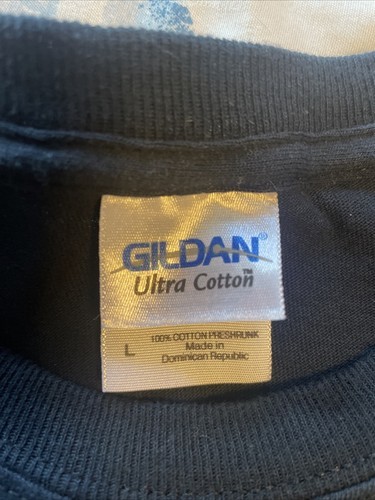 GILDAN®
Ultra Cotton™
L
100% COTTON PRESHRUNK
Made in
Dominican Republic